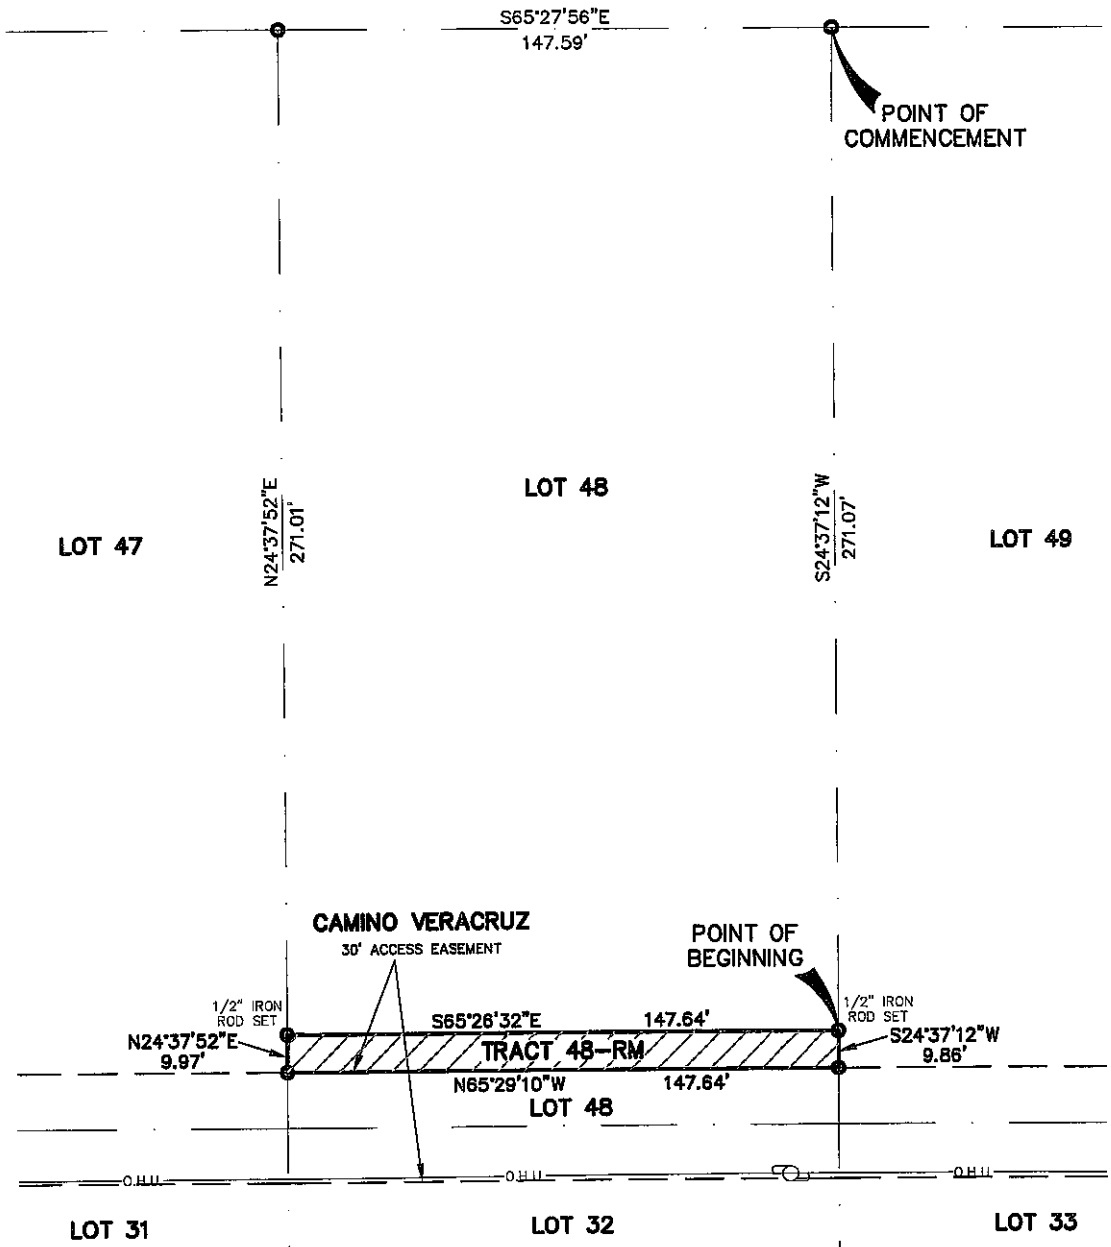 S65°27'56"E
147.59'
POINT OF
COMMENCEMENT
LOT 47
N24°37'52"E
271.01'
LOT 48
S24°37'12"W
271.07'
LOT 49
CAMINO VERACRUZ
30' ACCESS EASEMENT
POINT OF
BEGINNING
1/2" IRON
ROD SET
1/2" IRON
ROD SET
S65°26'32"E 147.64'
N24°37'52"E
9.97'
TRACT 48-RM
S24°37'12"W
9.86'
N65°29'10"W 147.64'
LOT 48
O.H.U O.H.U O.H.U
LOT 31 LOT 32 LOT 33